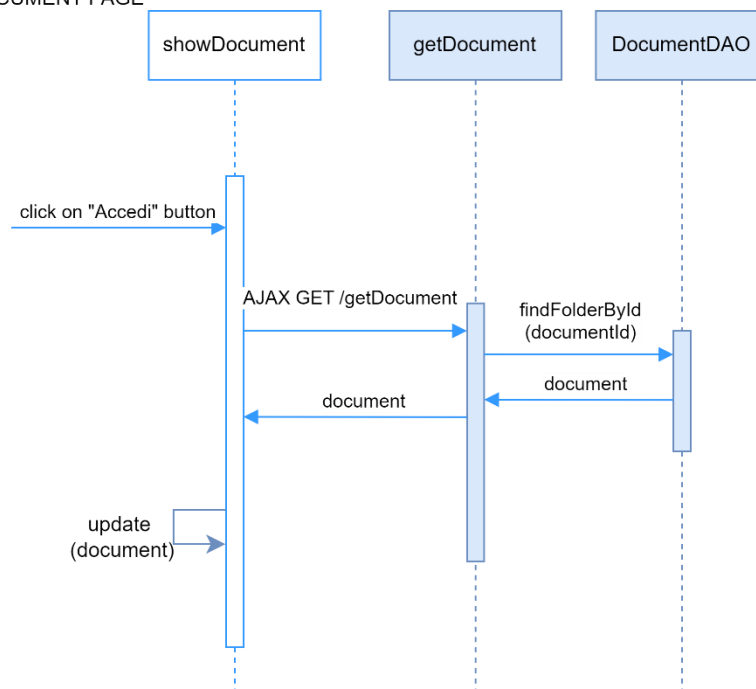 showDocument
getDocument
DocumentDAO
click on "Accedi" button
AJAX GET /getDocument
findFolderById
(documentId)
document
document
update
(document)